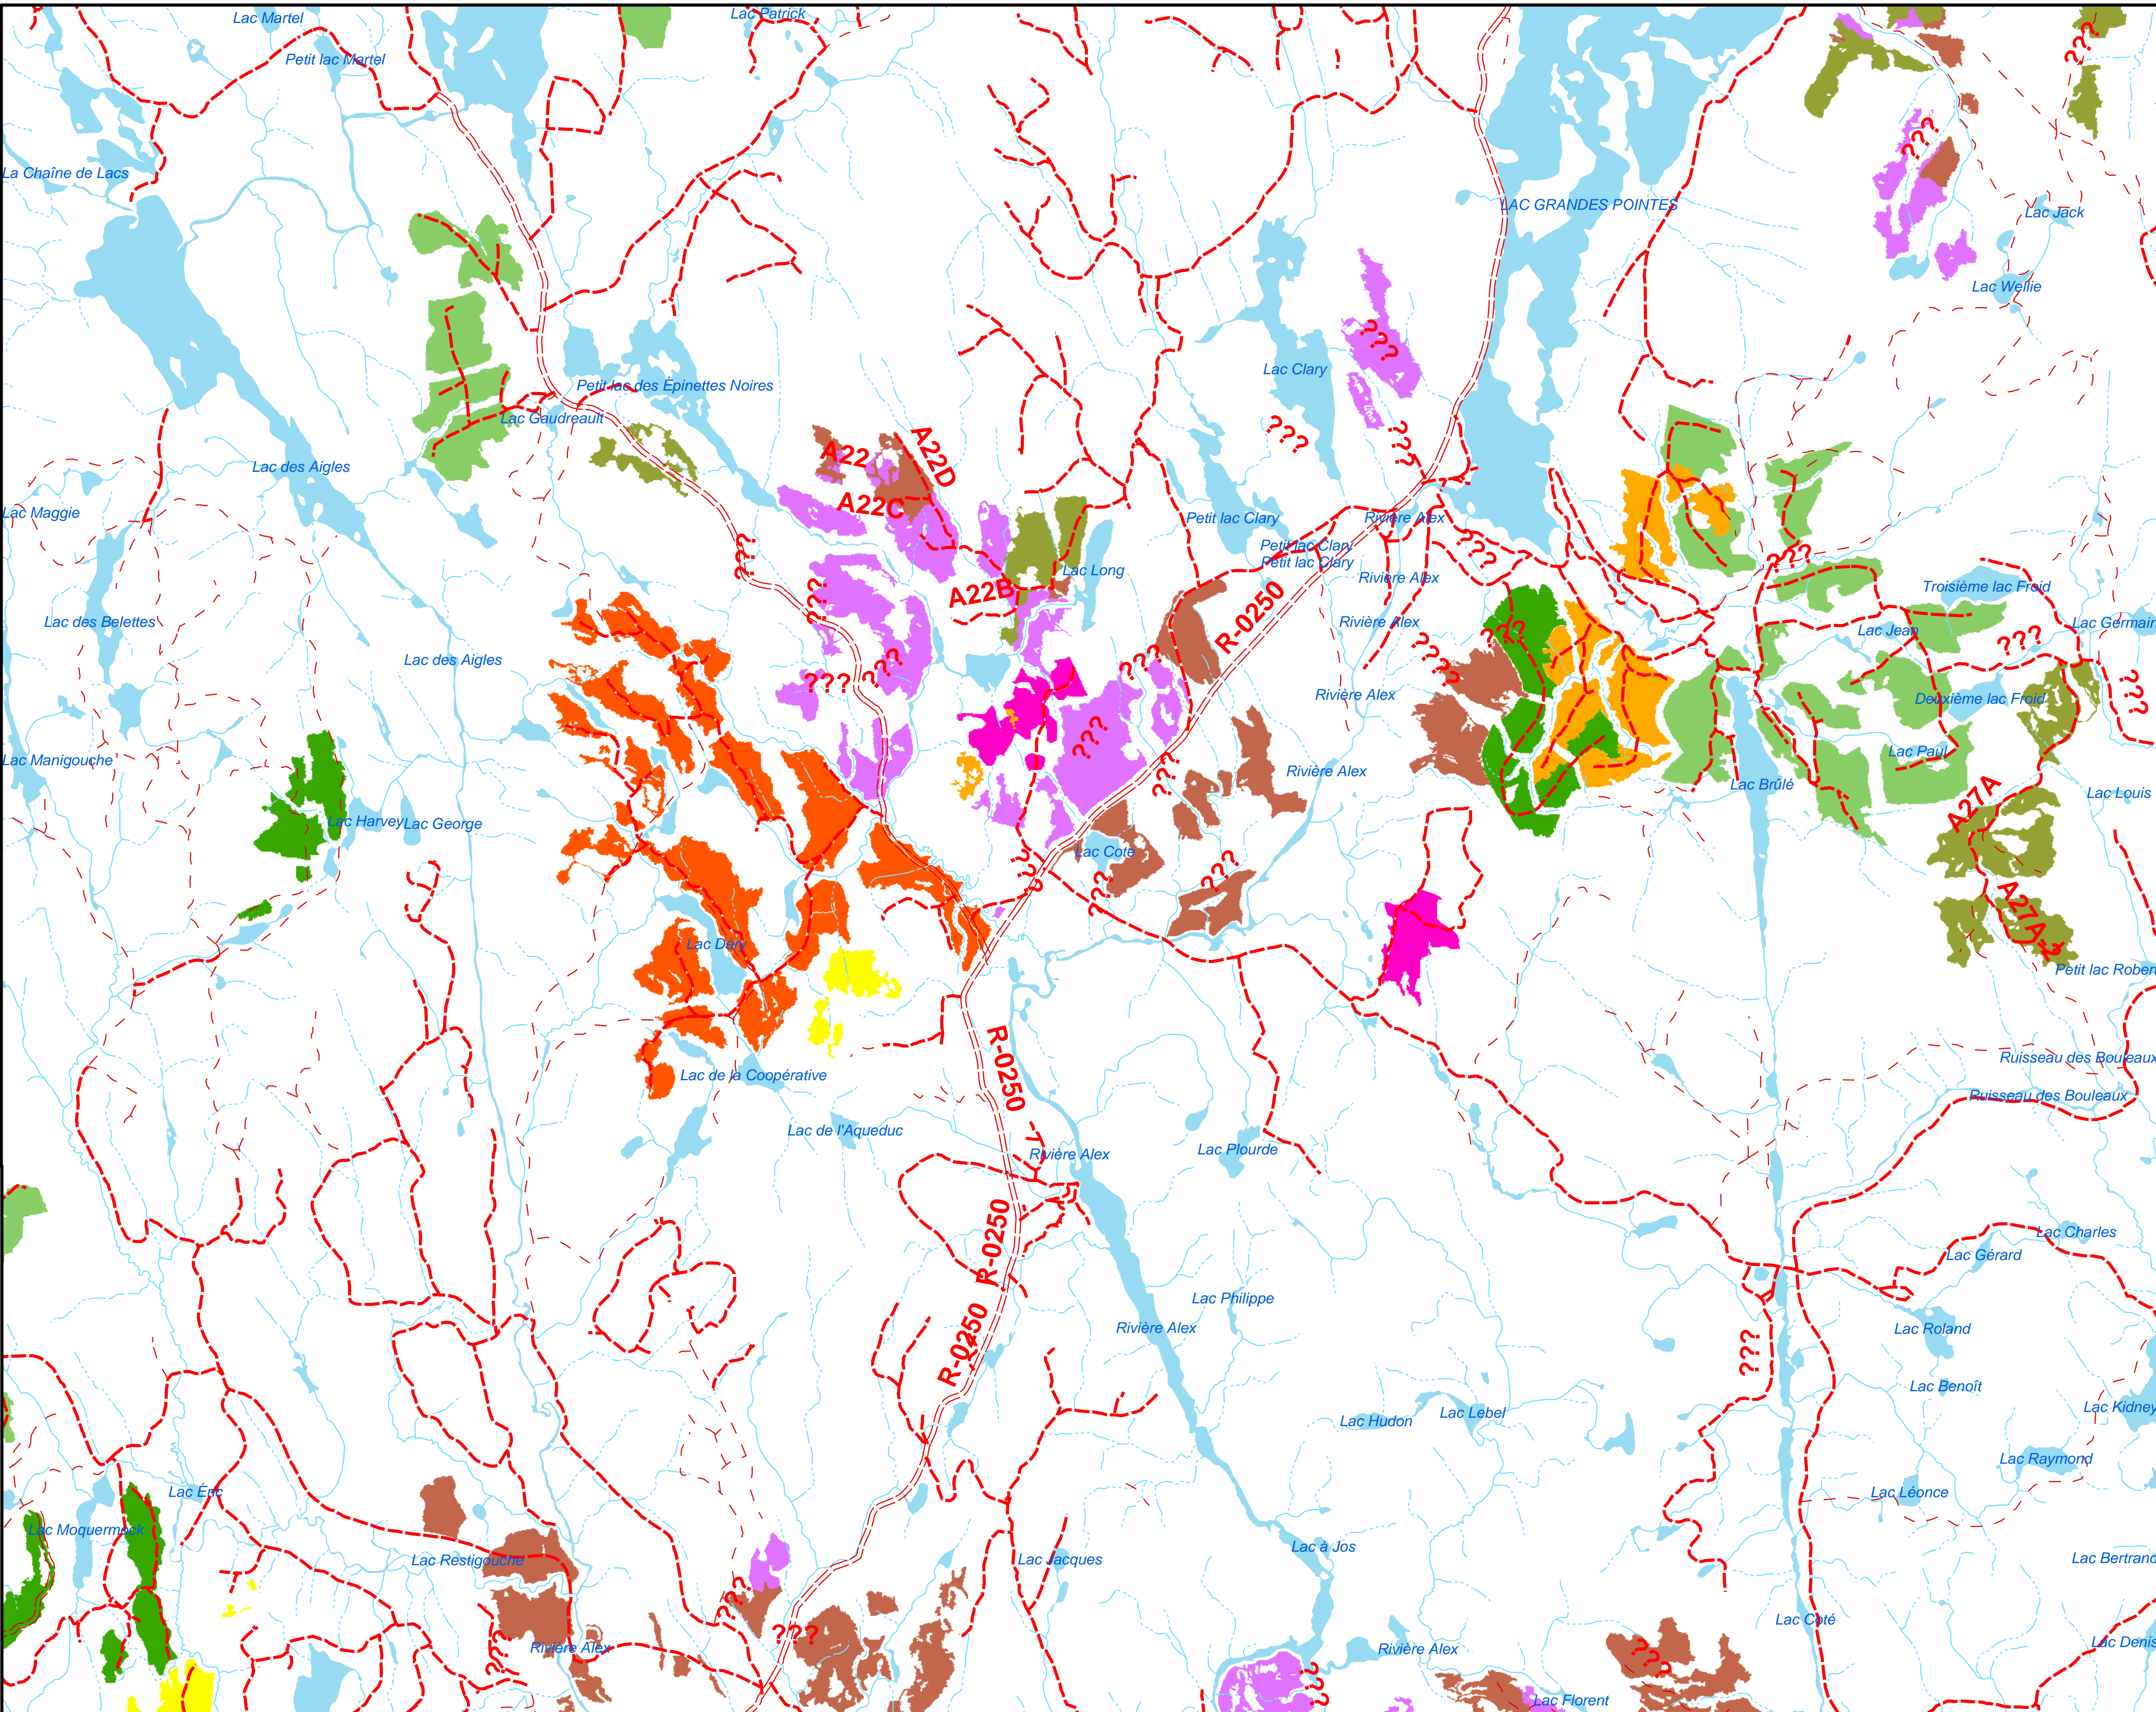 Lac Martel
Lac Patrick
Petit lac Martel
???
???
La Chaîne de Lacs
LAC GRANDES POINTES
Lac Jack
Lac Wellie
???
Lac Clary
Petit lac des Épinettes Noires
Lac Gaudreault
???
???
A22
A22D
Lac des Aigles
A22C
Lac Maggie
Petit lac Clary
Rivière Alex
Petit lac Clary
Petit lac Clary
???
???
???
Lac Long
Rivière Alex
Troisième lac Froid
A22B
???
Lac des Belettes
R-0250
Rivière Alex
???
???
Lac Jean
???
Lac Germain
Lac des Aigles
???
???
???
Rivière Alex
Deuxième lac Froid
???
???
Lac Paul
Lac Manigouche
???
Rivière Alex
Lac Brûlé
Lac Louis
A27A
Lac Harvey
Lac George
Lac Coté
???
???
???
Lac Déry
A27A-2
Petit lac Rober
R-0250
Ruisseau des Bouleaux
Lac de la Coopérative
Ruisseau des Bouleaux
Lac de l'Aqueduc
Rivière Alex
Lac Plourde
R-0250
Lac Charles
Lac Gérard
Lac Philippe
Rivière Alex
Lac Roland
R-0250
???
Lac Benoît
Lac Hudon
Lac Lebel
Lac Kidney
Lac Raymond
Lac Éric
Lac Léonce
Lac Moquermock
Lac Restigouche
Lac Jacques
Lac à Jos
Lac Bertrand
???
???
Lac Coté
???
Rivière Alex
Rivière Alex
???
Lac Denis
???
Lac Florent